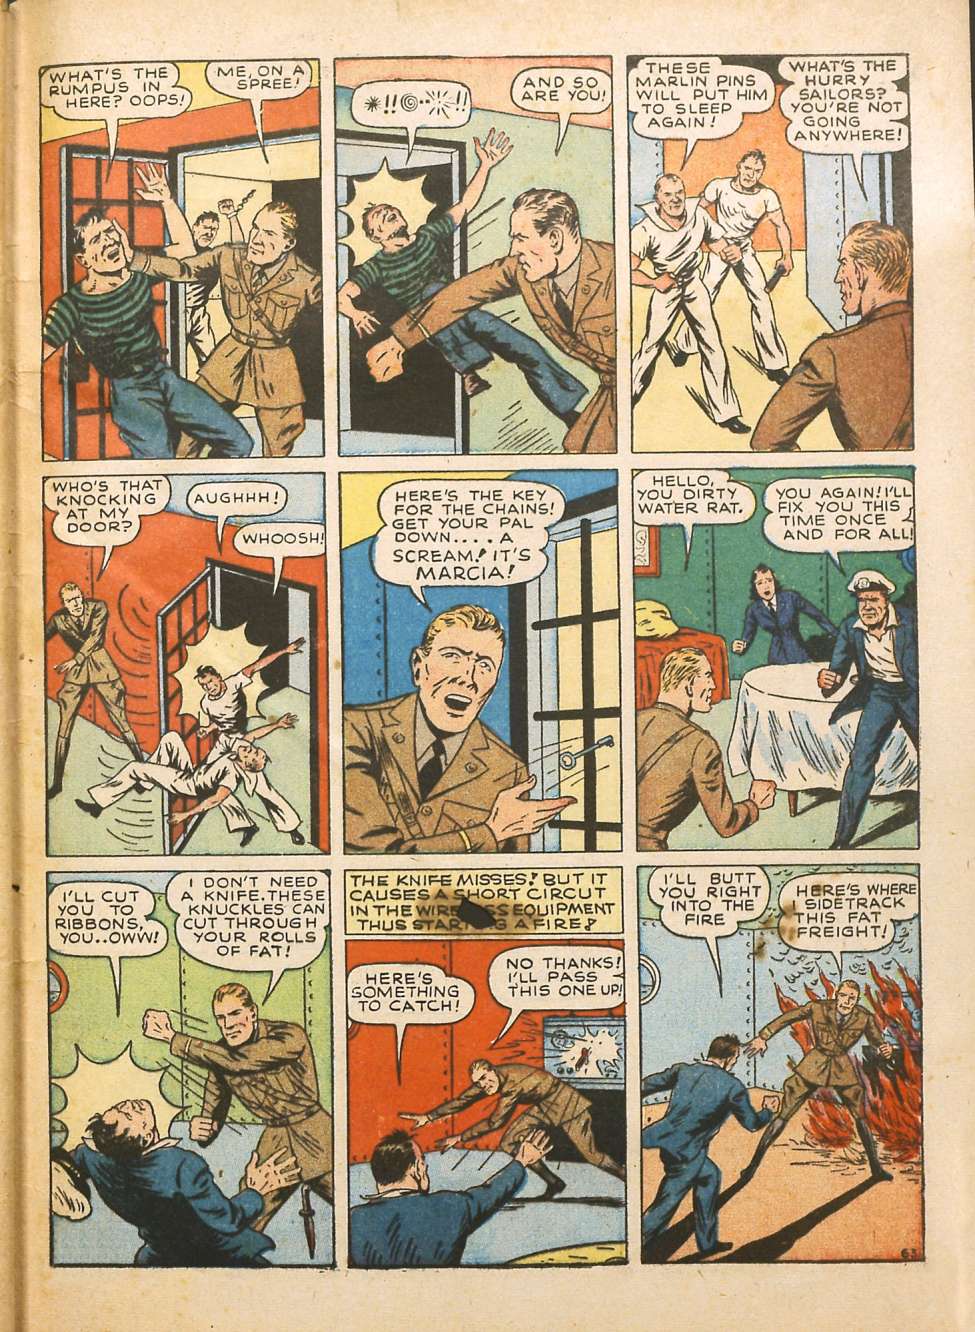 WHAT'S THE
RUMPUS IN
HERE? OOPS!
ME, ON A
SPREE!
*!!@--*!!
AND SO
ARE YOU!
THESE
MARLIN PINS
WILL PUT HIM
TO SLEEP
AGAIN!
WHAT'S THE
HURRY
SAILORS?
YOU'RE NOT
GOING
ANYWHERE!
WHO'S THAT
KNOCKING
AT MY
DOOR?
AUGHHH!
WHOOSH!
HERE'S THE KEY
FOR THE CHAINS!
GET YOUR PAL
DOWN.... A
SCREAM! IT'S
MARCIA!
HELLO,
YOU DIRTY
WATER RAT.
YOU AGAIN! I'LL
FIX YOU THIS
TIME ONCE
AND FOR ALL!
I'LL CUT
YOU TO
RIBBONS,
YOU..OWW!
I DON'T NEED
A KNIFE. THESE
KNUCKLES CAN
CUT THROUGH
YOUR ROLLS
OF FAT!
THE KNIFE MISSES! BUT IT
CAUSES A SHORT CIRCUIT
IN THE EQUIPMENT
THUS A FIRE!
HERE'S
SOMETHING
TO CATCH!
NO THANKS!
I'LL PASS
THIS ONE UP!
I'LL BUTT
YOU RIGHT
INTO THE
FIRE
HERE'S WHERE
I SIDETRACK
THIS FAT
FREIGHT!
63